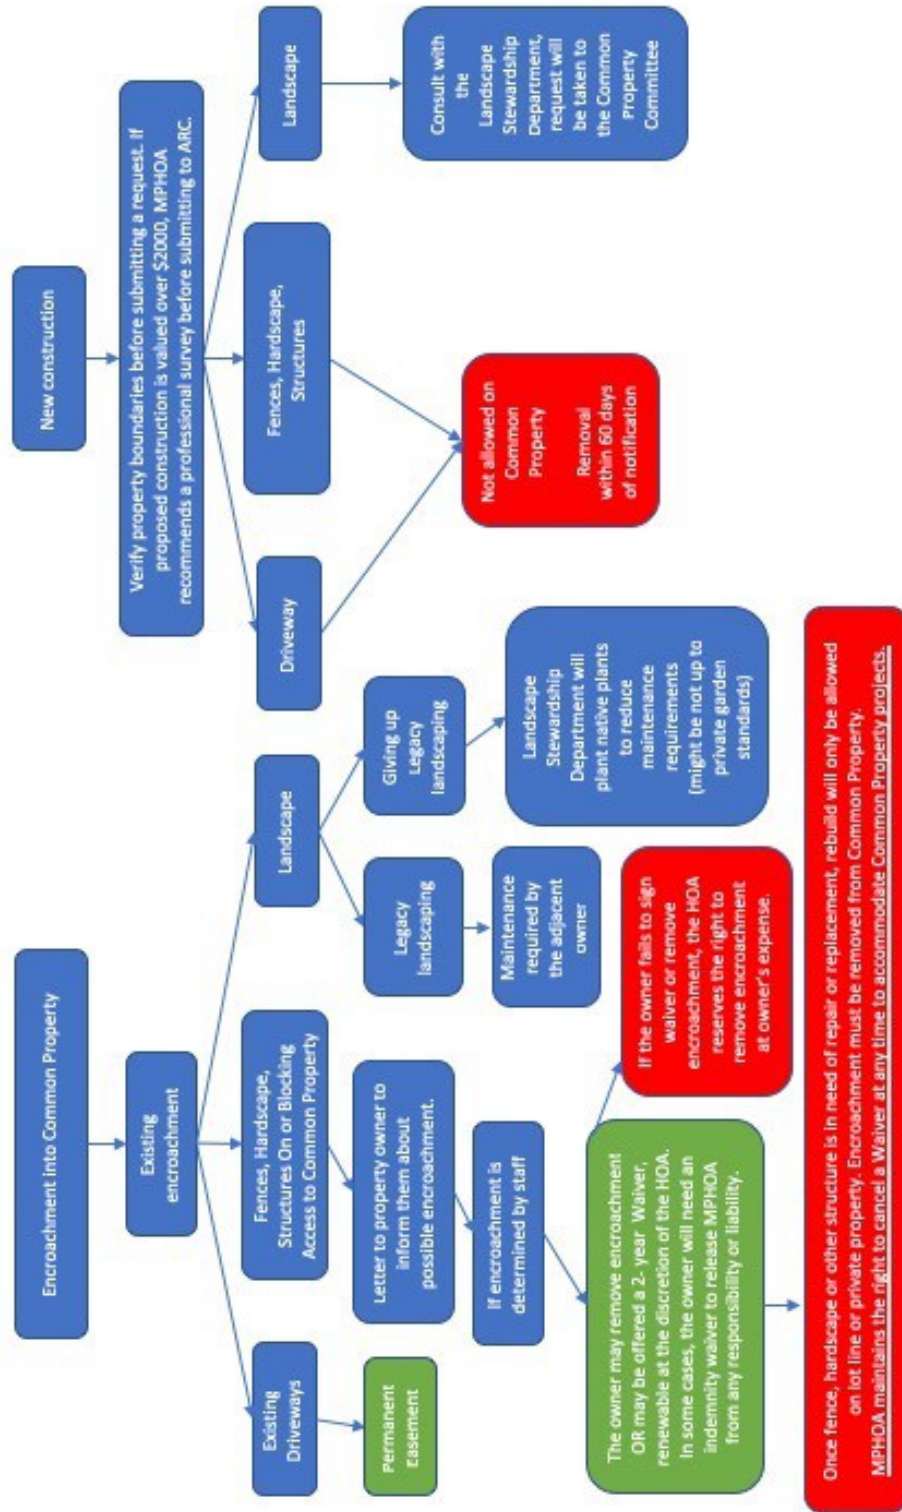 Encroachment into Common Property
Existing
encroachment
Existing
Driveways
Permanent
Easement
Fences, Hardscape,
Structures On or Blocking
Access to Common Property
Letter to property owner to
inform them about
possible encroachment.
If encroachment is
determined by staff
The owner may remove encroachment
OR may be offered a 2- year Waiver,
renewable at the discretion of the HOA.
In some cases, the owner will need an
indemnity waiver to release MPHOA
from any responsibility or liability.
If the owner fails to sign
waiver or remove
encroachment, the HOA
reserves the right to
remove encroachment
at owner's expense.
Once fence, hardscape or other structure is in need of repair or replacement, rebuild will only be allowed
on lot line or private property. Encroachment must be removed from Common Property.
MPHOA maintains the right to cancel a Waiver at any time to accommodate Common Property projects.
Landscape
Legacy
landscaping
Maintenance
required by
the adjacent
owner
Giving up
Legacy
landscaping
Landscape
Stewardship
Department will
plant native plants
to reduce
maintenance
requirements
(might be not up to
private garden
standards)
New construction
Verify property boundaries before submitting a request. If
proposed construction is valued over $2000, MPHOA
recommends a professional survey before submitting to ARC.
Driveway
Fences, Hardscape,
Structures
Not allowed on
Common
Property
Removal
within 60 days
of notification
Landscape
Consult with
the
Landscape
Stewardship
Department,
request will
be taken to
the Common
Property
Committee